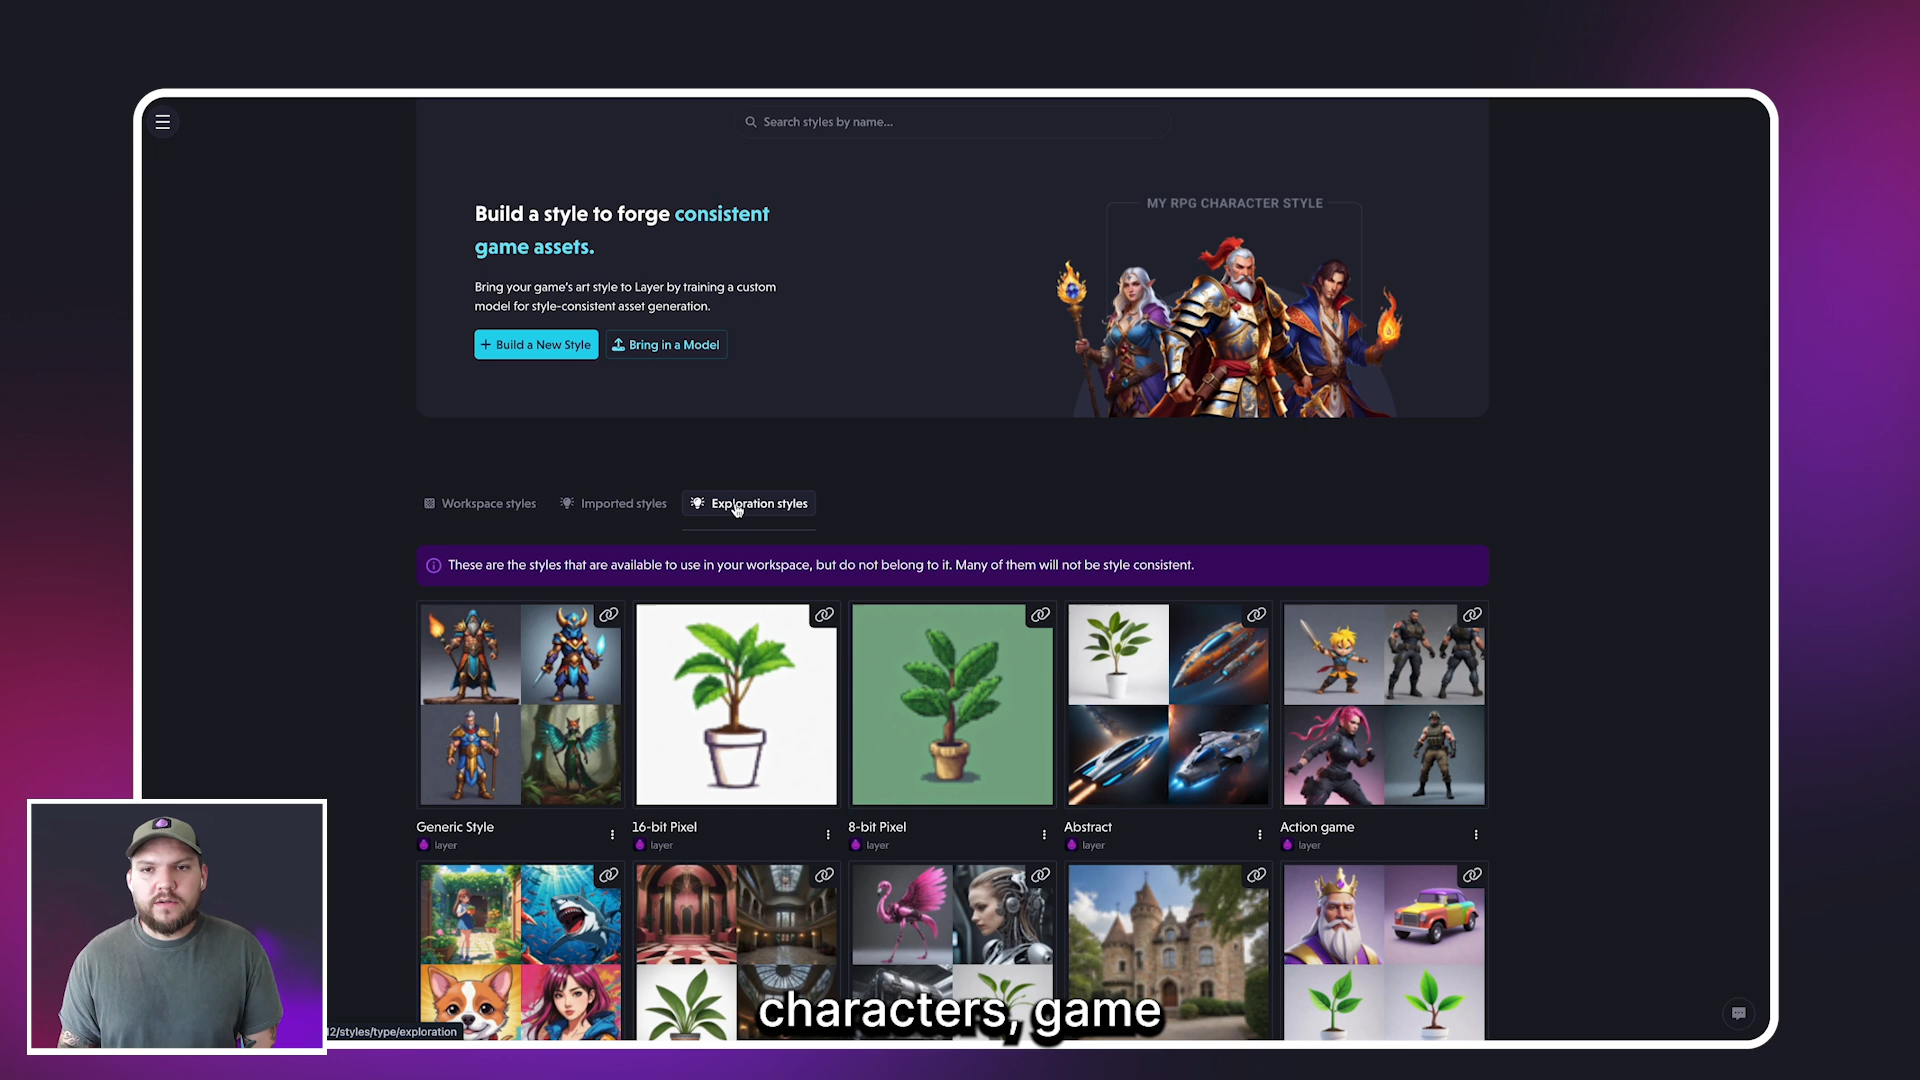 Search styles by name...
MY RPG CHARACTER STYLE
Build a style to forge consistent
game assets.
Bring your game's art style to Layer by training a custom
model for style-consistent asset generation.
+ Build a New Style
Bring in a Model
Workspace styles
Imported styles
Exploration styles
These are the styles that are available to use in your workspace, but do not belong to it. Many of them will not be style consistent.
Generic Style
layer
16-bit Pixel
layer
8-bit Pixel
layer
Abstract
layer
Action game
layer
characters, game
12/styles/type/exploration